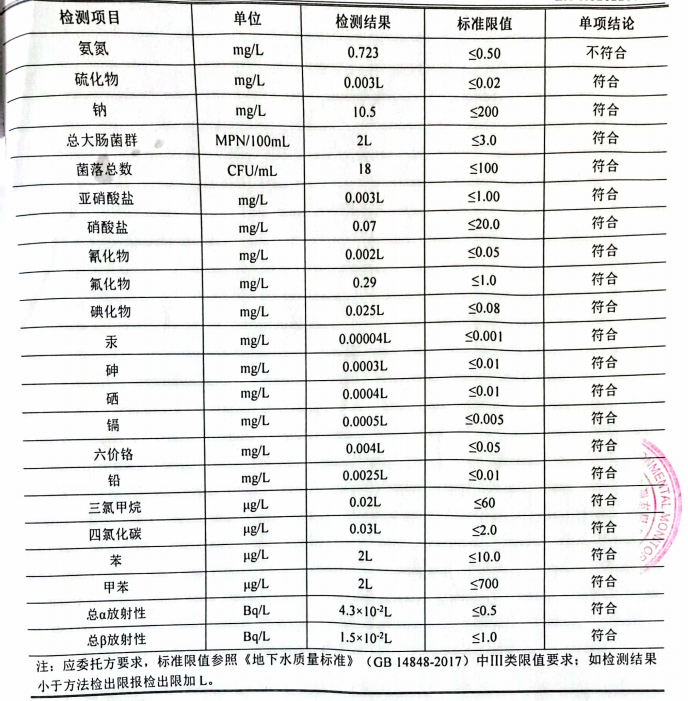 检测项目 单位 检测结果 标准限值 单项结论
氨氮 mg/L 0.723 ≤0.50 不符合
硫化物 mg/L 0.003L ≤0.02 符合
钠 mg/L 10.5 ≤200 符合
总大肠菌群 MPN/100mL 2L ≤3.0 符合
菌落总数 CFU/mL 18 ≤100 符合
亚硝酸盐 mg/L 0.003L ≤1.00 符合
硝酸盐 mg/L 0.07 ≤20.0 符合
氰化物 mg/L 0.002L ≤0.05 符合
氟化物 mg/L 0.29 ≤1.0 符合
碘化物 mg/L 0.025L ≤0.08 符合
汞 mg/L 0.00004L ≤0.001 符合
砷 mg/L 0.0003L ≤0.01 符合
硒 mg/L 0.0004L ≤0.01 符合
镉 mg/L 0.0005L ≤0.005 符合
六价铬 mg/L 0.004L ≤0.05 符合
铅 mg/L 0.0025L ≤0.01 符合
三氯甲烷 μg/L 0.02L ≤60 符合
四氯化碳 μg/L 0.03L ≤2.0 符合
苯 μg/L 2L ≤10.0 符合
甲苯 μg/L 2L ≤700 符合
总α放射性 Bq/L 4.3×10⁻²L ≤0.5 符合
总β放射性 Bq/L 1.5×10⁻²L ≤1.0 符合
注：应委托方要求，标准限值参照《地下水质量标准》（GB 14848-2017）中III类限值要求；如检测结果
小于方法检出限报检出限加 L。